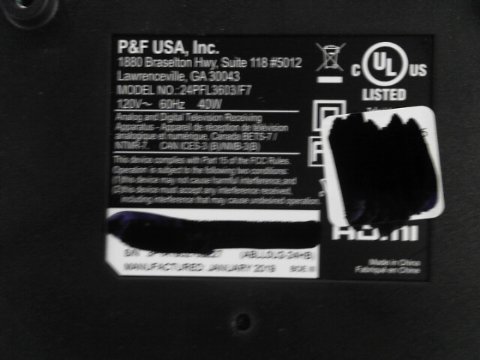 P&F USA, Inc.
1880 Braselton Hwy, Suite 118 #5012
Lawrenceville, GA 30043
MODEL NO.:24PFL3603/F7
120V~ 60Hz 40W
Analog and Digital Television Receiving
Apparatus - Appareil de réception de télévision
analogique et numérique, Canada BETS-7 /
NTMR-7. CAN ICES-3 (B)/NMB-3(B)
This device complies with Part 15 of the FCC Rules.
Operation is subject to the following two conditions:
(1)this device may not cause harmful interference, and
(2)this device must accept any interference received,
including interference that may cause undesired operation.
S/N
MANUFACTURED JANUARY
C UL US
LISTED
Made in China
Fabriqué en Chine